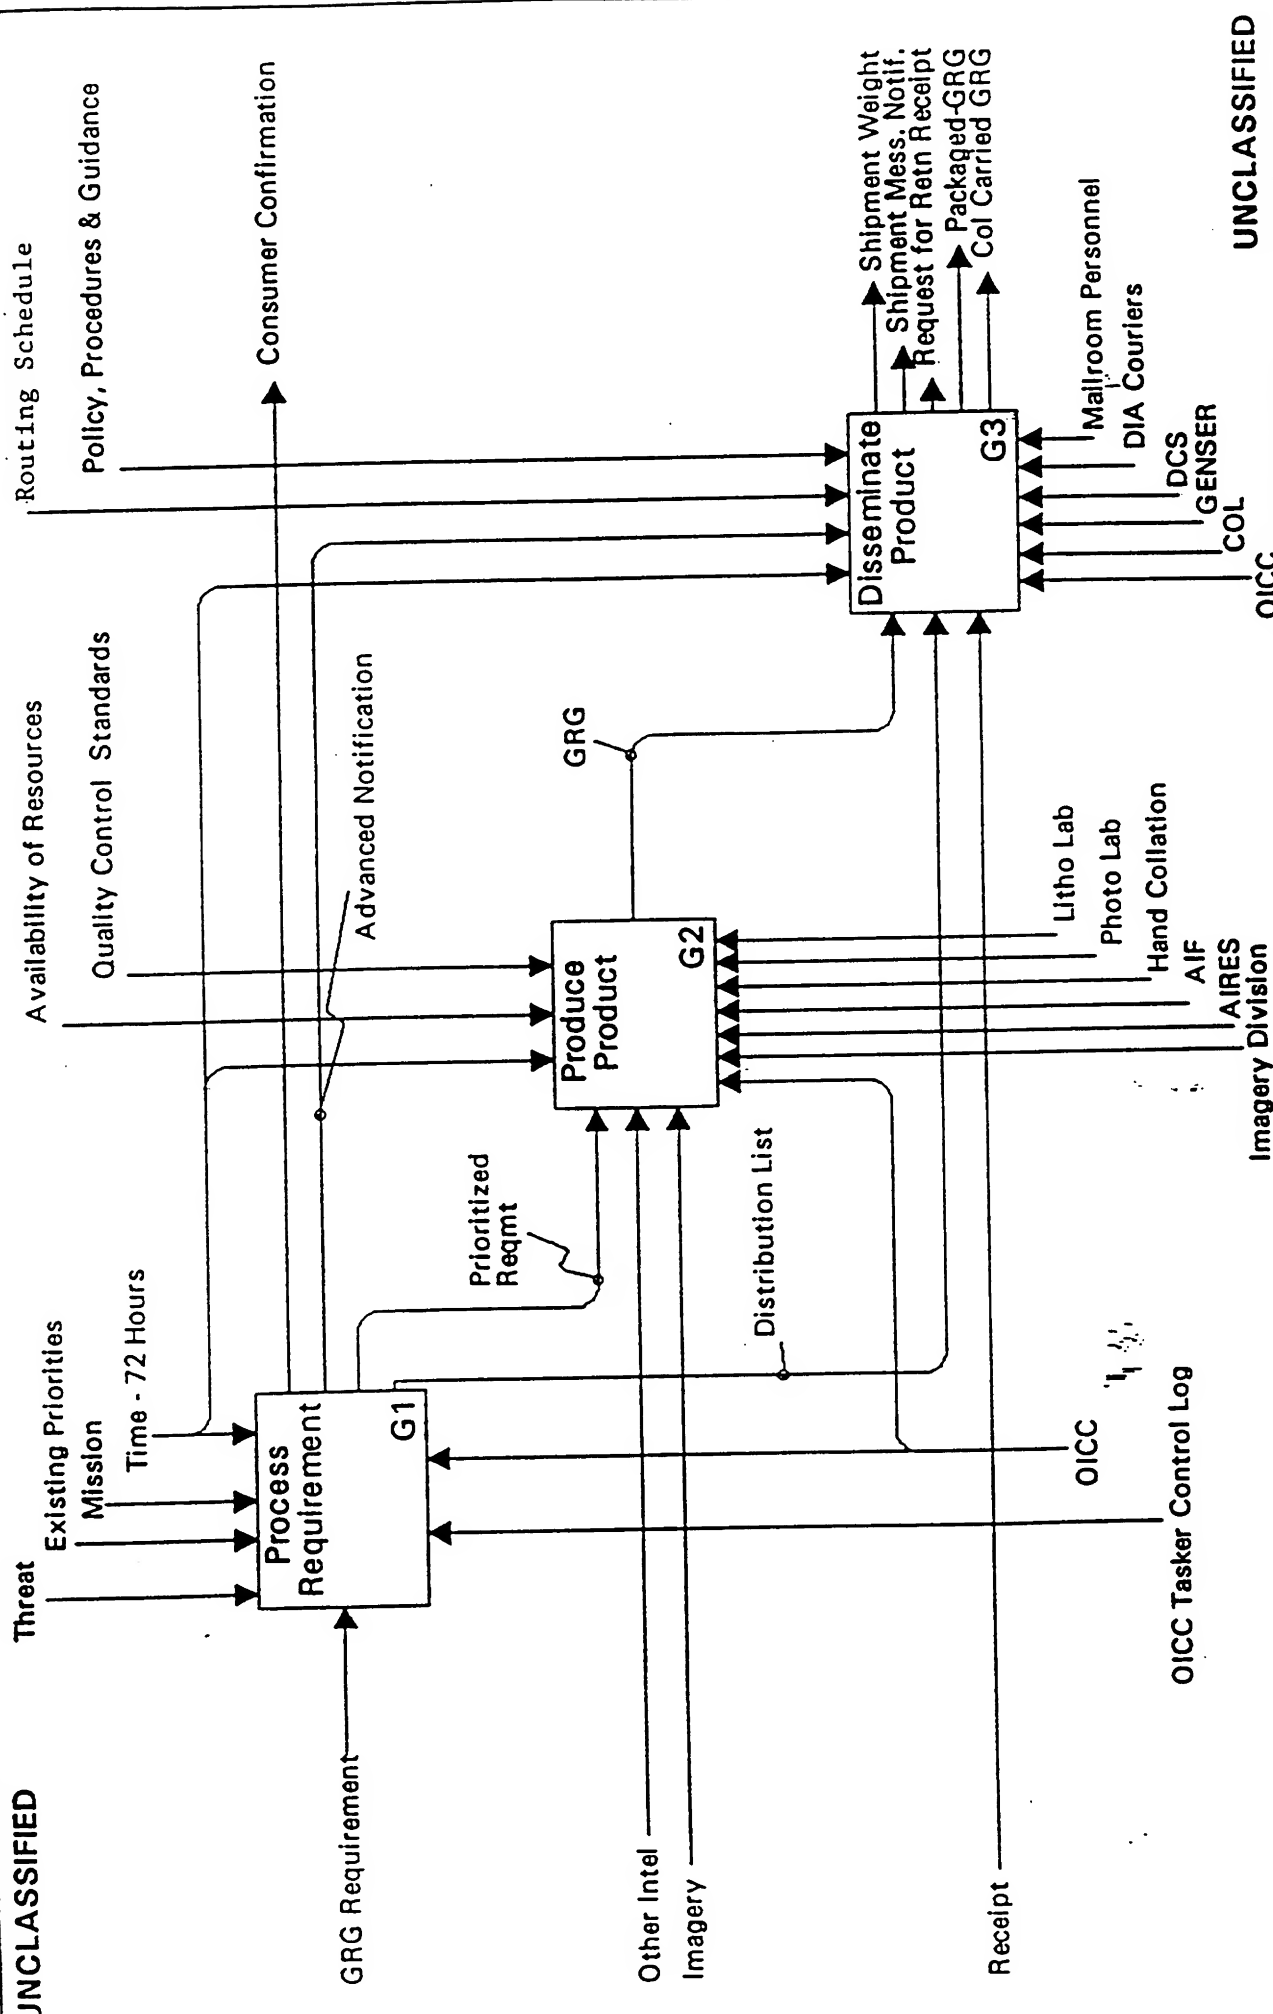 UNCLASSIFIED
Threat
Existing Priorities
Mission
Time - 72 Hours
Availability of Resources
Quality Control Standards
Routing Schedule
Policy, Procedures & Guidance
Consumer Confirmation
Advanced Notification
GRG Requirement
Process
Requirement
G1
Prioritized
Reqmt
Other Intel
Imagery
Produce
Product
G2
GRG
Distribution List
Receipt
Disseminate
Product
G3
Shipment Weight
Shipment Mess. Notif.
Request for Retn Receipt
Packaged-GRG
Col Carried GRG
OICC Tasker Control Log
OICC
Imagery Division
AIRES
AIF
Hand Collation
Photo Lab
Litho Lab
OICC
COL
GENSER
DCS
DIA Couriers
Mailroom Personnel
UNCLASSIFIED